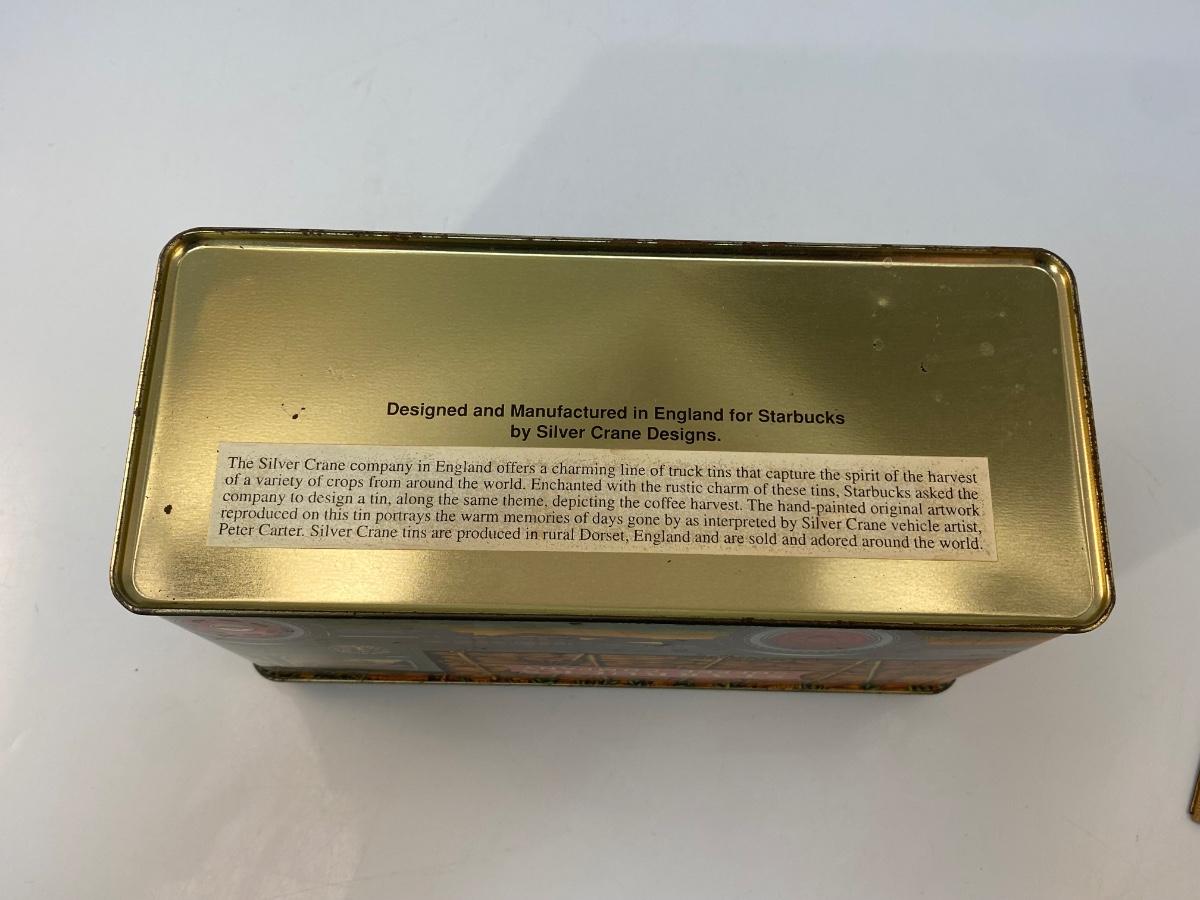 Designed and Manufactured in England for Starbucks
by Silver Crane Designs.
The Silver Crane company in England offers a charming line of truck tins that capture the spirit of the harvest
of a variety of crops from around the world. Enchanted with the rustic charm of these tins, Starbucks asked the
company to design a tin, along the same theme, depicting the coffee harvest. The hand-painted original artwork
reproduced on this tin portrays the warm memories of days gone by as interpreted by Silver Crane vehicle artist,
Peter Carter. Silver Crane tins are produced in rural Dorset, England and are sold and adored around the world.